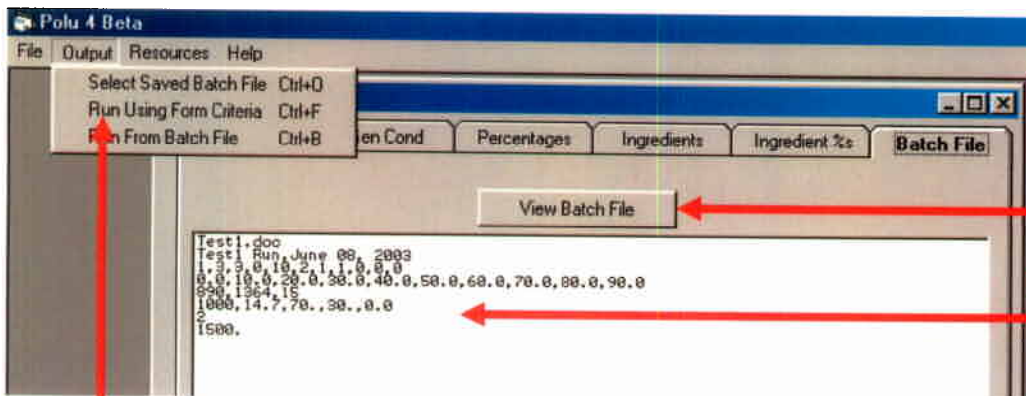 Polu 4 Beta
File Output Resources Help
Select Saved Batch File Ctrl+O
Run Using Form Criteria Ctrl+F
From Batch File Ctrl+B
en Cond Percentages Ingredients Ingredient %s Batch File
View Batch File
Test1.doc
Test1 Run,June 08, 2003
1,3,3,0,10,2,1,1,0,0,0
0,0,10.0,20.0,30.0,40.0,50.0,60.0,70.0,80.0,90.0
890,1364,15
1000,14.7,70.,30.,0.0
2
1500.